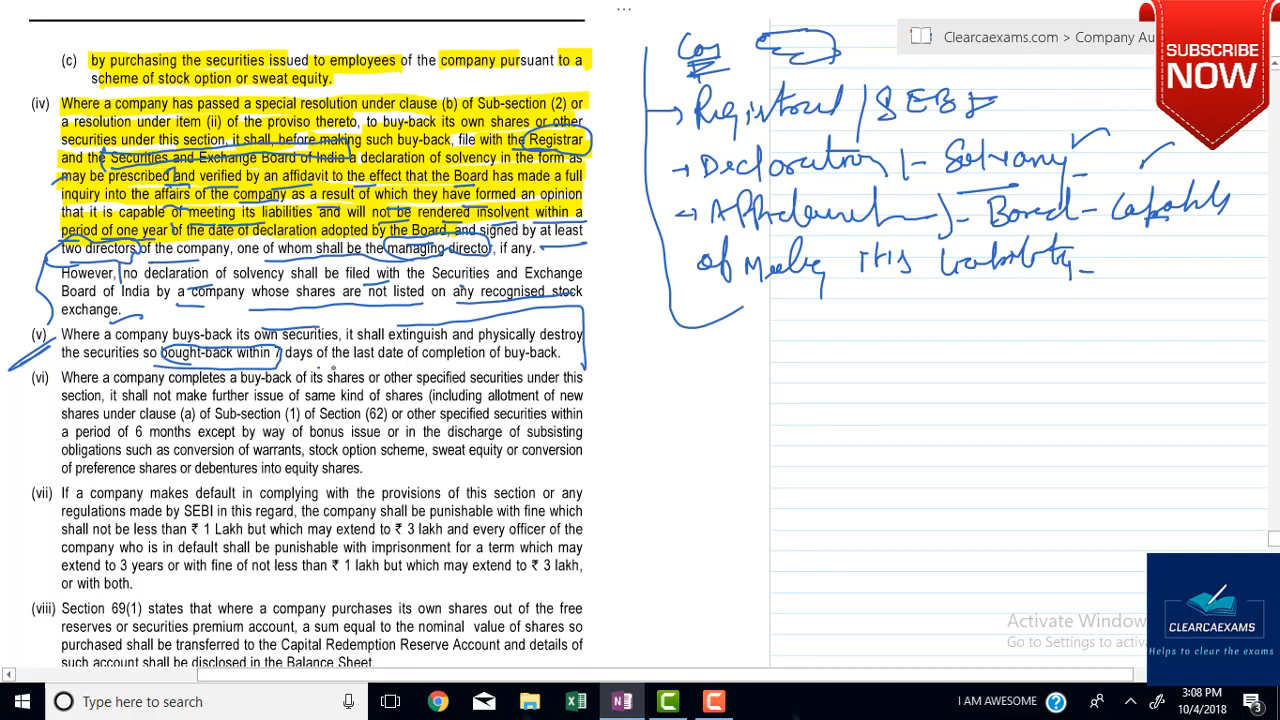 (c) by purchasing the securities issued to employees of the company pursuant to a
scheme of stock option or sweat equity.
(iv) Where a company has passed a special resolution under clause (b) of Sub-section (2) or
a resolution under item (ii) of the proviso thereto, to buy-back its own shares or other
securities under this section, it shall, before making such buy-back, file with the Registrar
and the Securities and Exchange Board of India declaration of solvency in the form as
may be prescribed and verified by an affidavit to the effect that the Board has made a full
inquiry into the affairs of the company as a result of which they have formed an opinion
that it is capable of meeting its liabilities and will not be rendered insolvent within a
period of one year of the date of declaration adopted by the Board, and signed by at least
two directors of the company, one of whom shall be the managing director, if any.
However, no declaration of solvency shall be filed with the Securities and Exchange
Board of India by a company whose shares are not listed on any recognised stock
exchange.
(v) Where a company buys-back its own securities, it shall extinguish and physically destroy
the securities so bought-back within 7 days of the last date of completion of buy-back.
(vi) Where a company completes a buy-back of its shares or other specified securities under this
section, it shall not make further issue of same kind of shares (including allotment of new
shares under clause (a) of Sub-section (1) of Section (62) or other specified securities within
a period of 6 months except by way of bonus issue or in the discharge of subsisting
obligations such as conversion of warrants, stock option scheme, sweat equity or conversion
of preference shares or debentures into equity shares.
(vii) If a company makes default in complying with the provisions of this section or any
regulations made by SEBI in this regard, the company shall be punishable with fine which
shall not be less than ₹ 1 Lakh but which may extend to ₹ 3 lakh and every officer of the
company who is in default shall be punishable with imprisonment for a term which may
extend to 3 years or with fine of not less than ₹ 1 lakh but which may extend to ₹ 3 lakh,
or with both.
(viii) Section 69(1) states that where a company purchases its own shares out of the free
reserves or securities premium account, a sum equal to the nominal value of shares so
purchased shall be transferred to the Capital Redemption Reserve Account and details of
such account shall be disclosed in the Balance Sheet.
Clearcaexams.com > Company Au
SUBSCRIBE
NOW
/ SEBI
Declaration - Solvency
- Board - Capable
of Meeting its Liability
Activate Window
Go to Settings to activa
CLEARCAEXAMS
Helps to clear the exams
Type here to search
I AM AWESOME
3:08 PM
10/4/2018
3